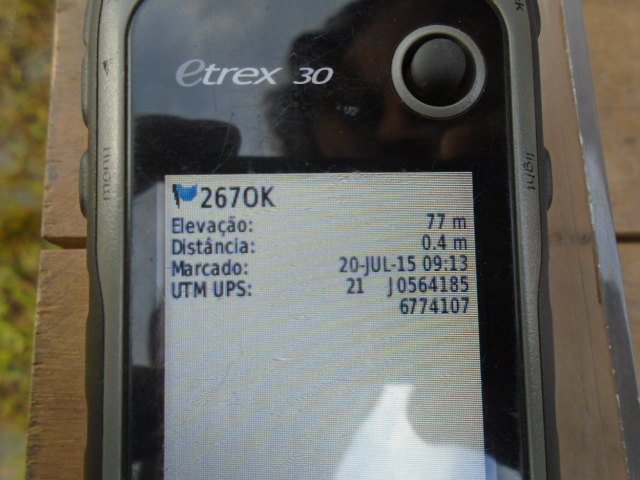 etrex 30
menu
light
267OK
Elevação: 77 m
Distância: 0.4 m
Marcado: 20-JUL-15 09:13
UTM UPS: 21 J0564185
6774107